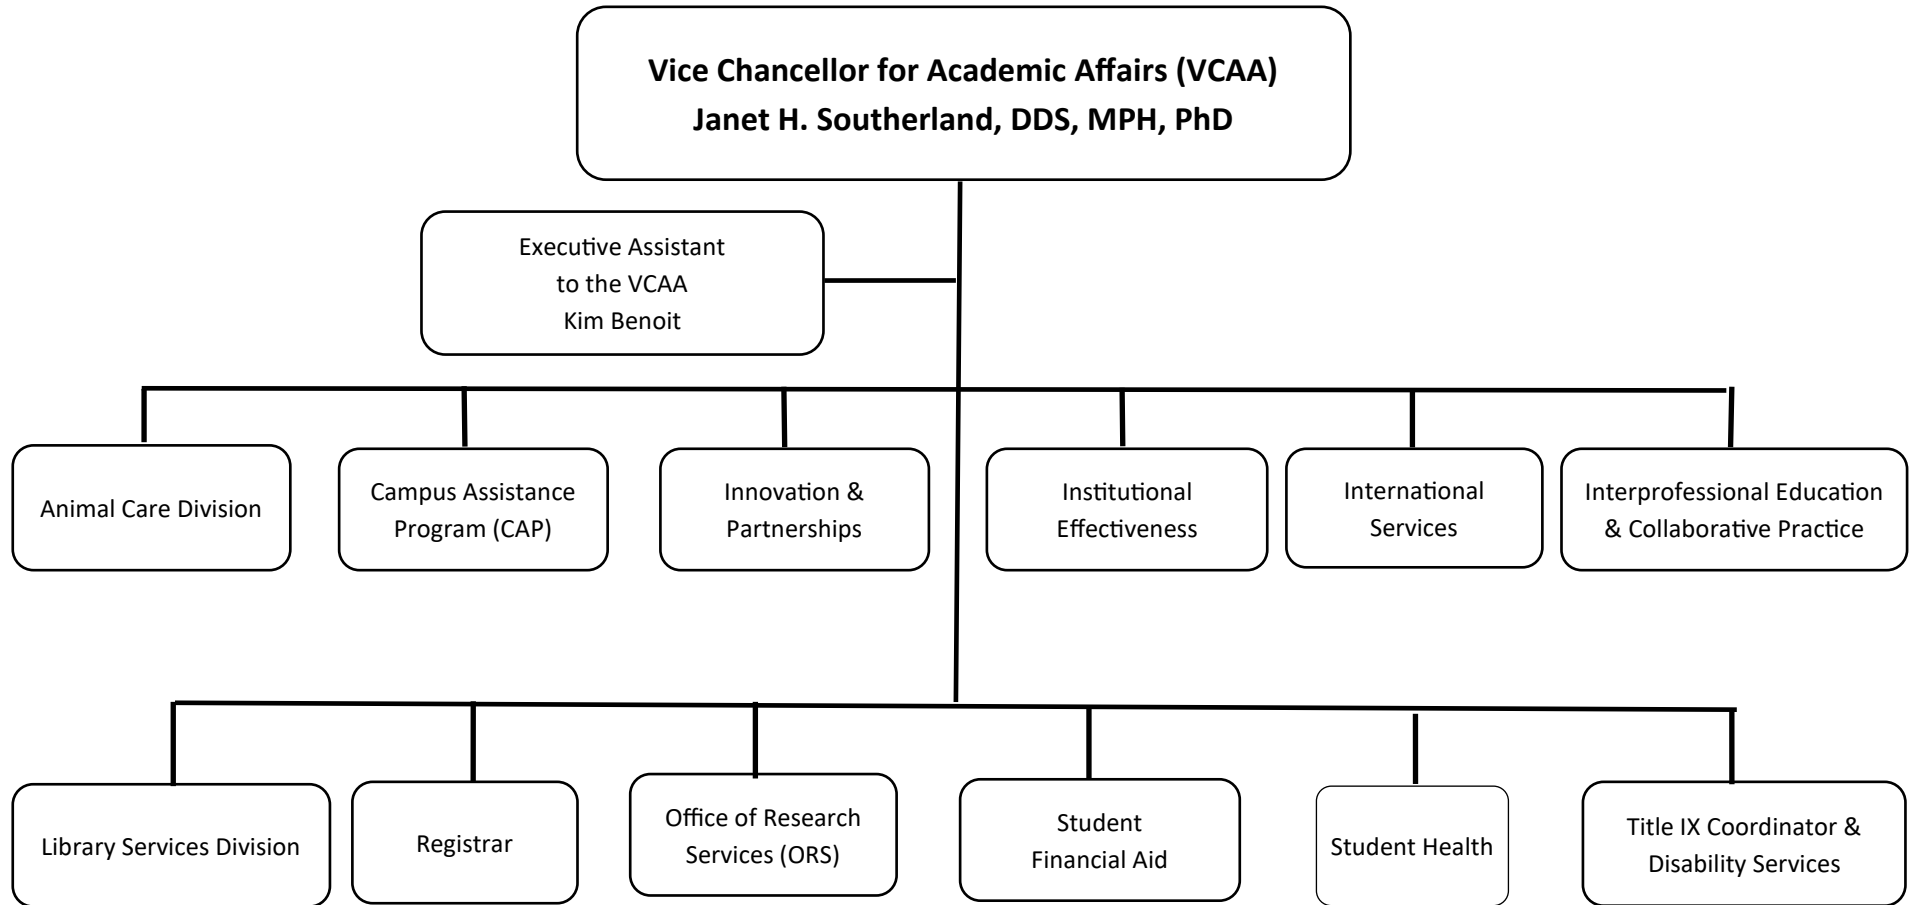 Vice Chancellor for Academic Affairs (VCAA)
Janet H. Southerland, DDS, MPH, PhD
Executive Assistant
to the VCAA
Kim Benoit
Animal Care Division
Campus Assistance
Program (CAP)
Innovation &
Partnerships
Institutional
Effectiveness
International
Services
Interprofessional Education
& Collaborative Practice
Library Services Division
Registrar
Office of Research
Services (ORS)
Student
Financial Aid
Student Health
Title IX Coordinator &
Disability Services